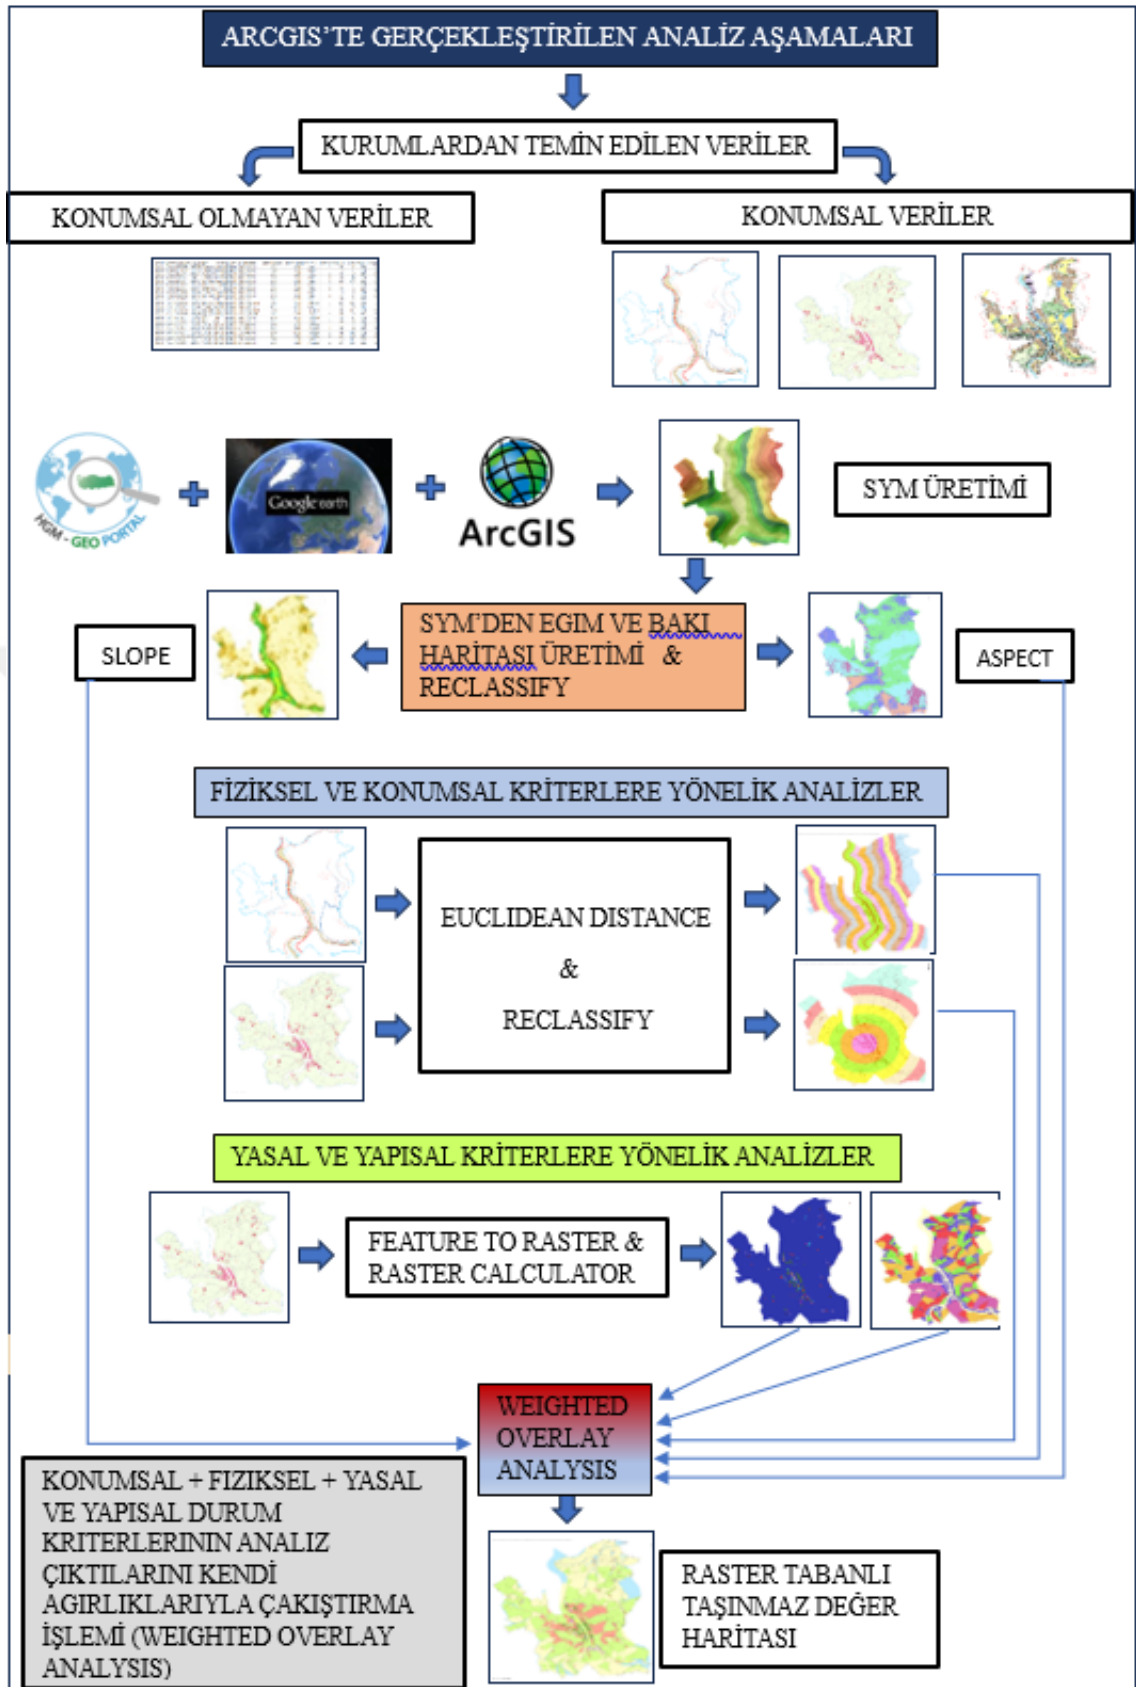 ARCGIS'TE GERÇEKLEŞTİRİLEN ANALİZ AŞAMALARI
KURUMLARDAN TEMİN EDİLEN VERİLER
KONUMSAL OLMAYAN VERİLER
KONUMSAL VERİLER
HGM - GEO PORTAL
Google earth
ArcGIS
SYM ÜRETİMİ
SLOPE
SYM'DEN EGIM VE BAKI
HARİTASI ÜRETİMİ &
RECLASSIFY
ASPECT
FİZİKSEL VE KONUMSAL KRİTERLERE YÖNELİK ANALİZLER
EUCLIDEAN DISTANCE
&
RECLASSIFY
YASAL VE YAPISAL KRİTERLERE YÖNELİK ANALİZLER
FEATURE TO RASTER &
RASTER CALCULATOR
WEIGHTED
OVERLAY
ANALYSIS
KONUMSAL + FIZIKSEL + YASAL
VE YAPISAL DURUM
KRITERLERININ ANALIZ
ÇIKTILARINI KENDİ
AGIRLIKLARIYLA ÇAKIŞTIRMA
İŞLEMİ (WEIGHTED OVERLAY
ANALYSIS)
RASTER TABANLI
TAŞINMAZ DEĞER
HARİTASI